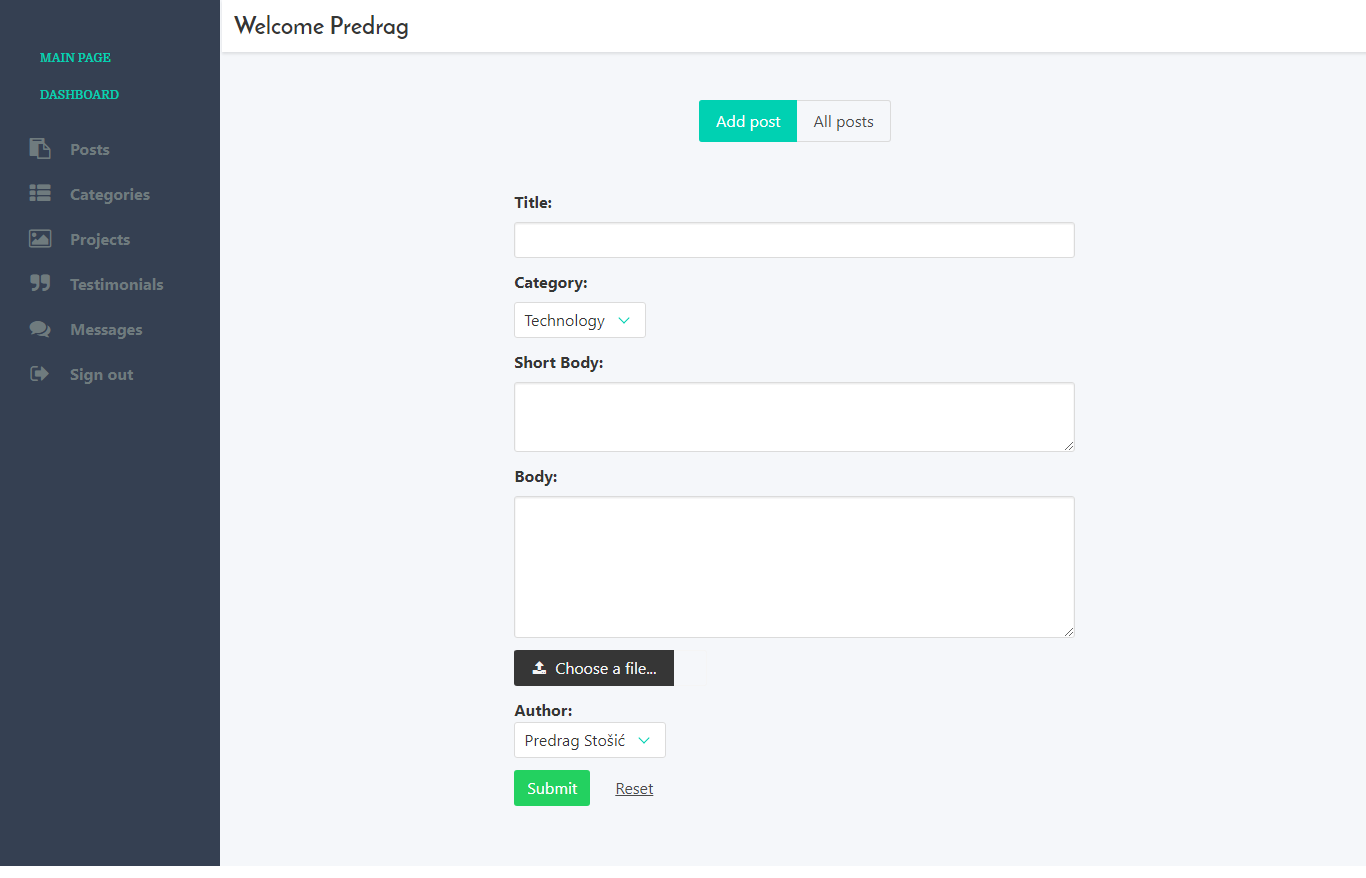 MAIN PAGE
DASHBOARD
Posts
Categories
Projects
Testimonials
Messages
Sign out
Welcome Predrag
Add post
All posts
Title:
Category:
Technology
Short Body:
Body:
Choose a file...
Author:
Predrag Stošić
Submit
Reset